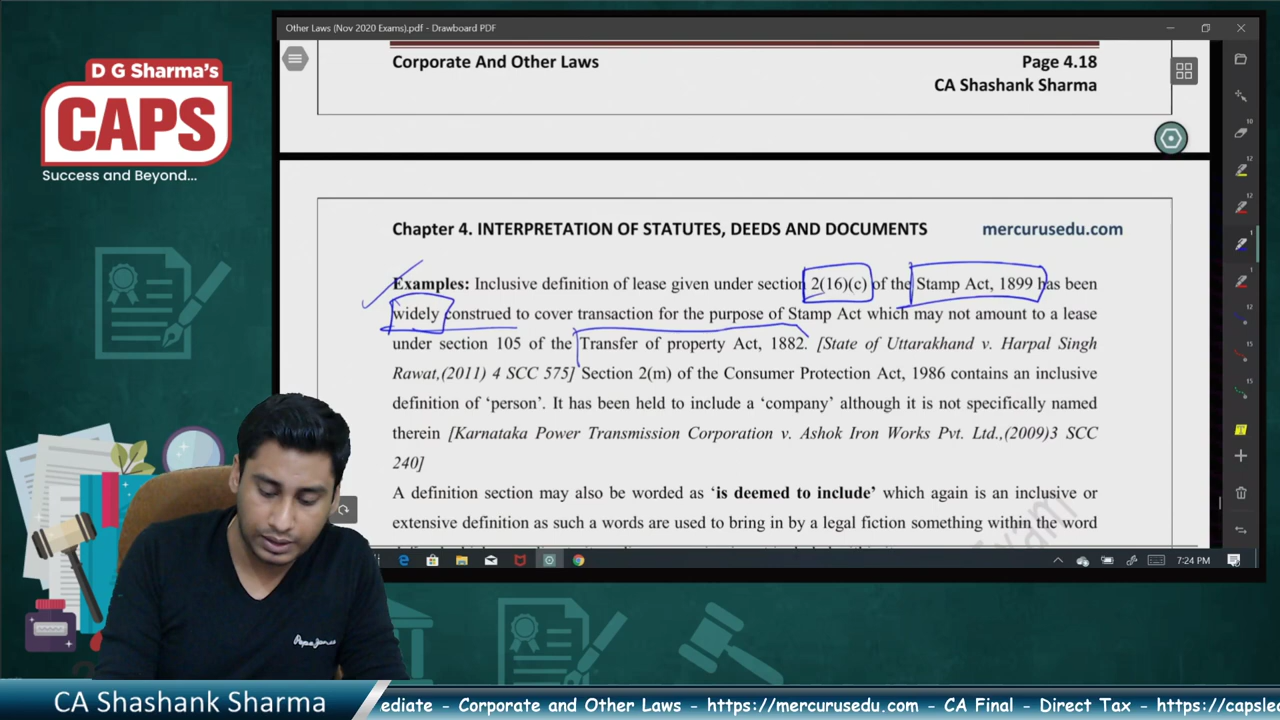 Other Laws (Nov 2020 Exams).pdf - Drawboard PDF
D G Sharma's
CAPS
Success and Beyond...
Corporate And Other Laws
Page 4.18
CA Shashank Sharma
Chapter 4. INTERPRETATION OF STATUTES, DEEDS AND DOCUMENTS
mercurusedu.com
Examples: Inclusive definition of lease given under section 2(16)(c) of the Stamp Act, 1899 has been
widely construed to cover transaction for the purpose of Stamp Act which may not amount to a lease
under section 105 of the Transfer of property Act, 1882. [State of Uttarakhand v. Harpal Singh
Rawat,(2011) 4 SCC 575] Section 2(m) of the Consumer Protection Act, 1986 contains an inclusive
definition of ‘person’. It has been held to include a ‘company’ although it is not specifically named
therein [Karnataka Power Transmission Corporation v. Ashok Iron Works Pvt. Ltd.,(2009)3 SCC
240]
A definition section may also be worded as ‘is deemed to include’ which again is an inclusive or
extensive definition as such a words are used to bring in by a legal fiction something within the word
7:24 PM
CA Shashank Sharma
ediate - Corporate and Other Laws - https://mercurusedu.com - CA Final - Direct Tax - https://capsle